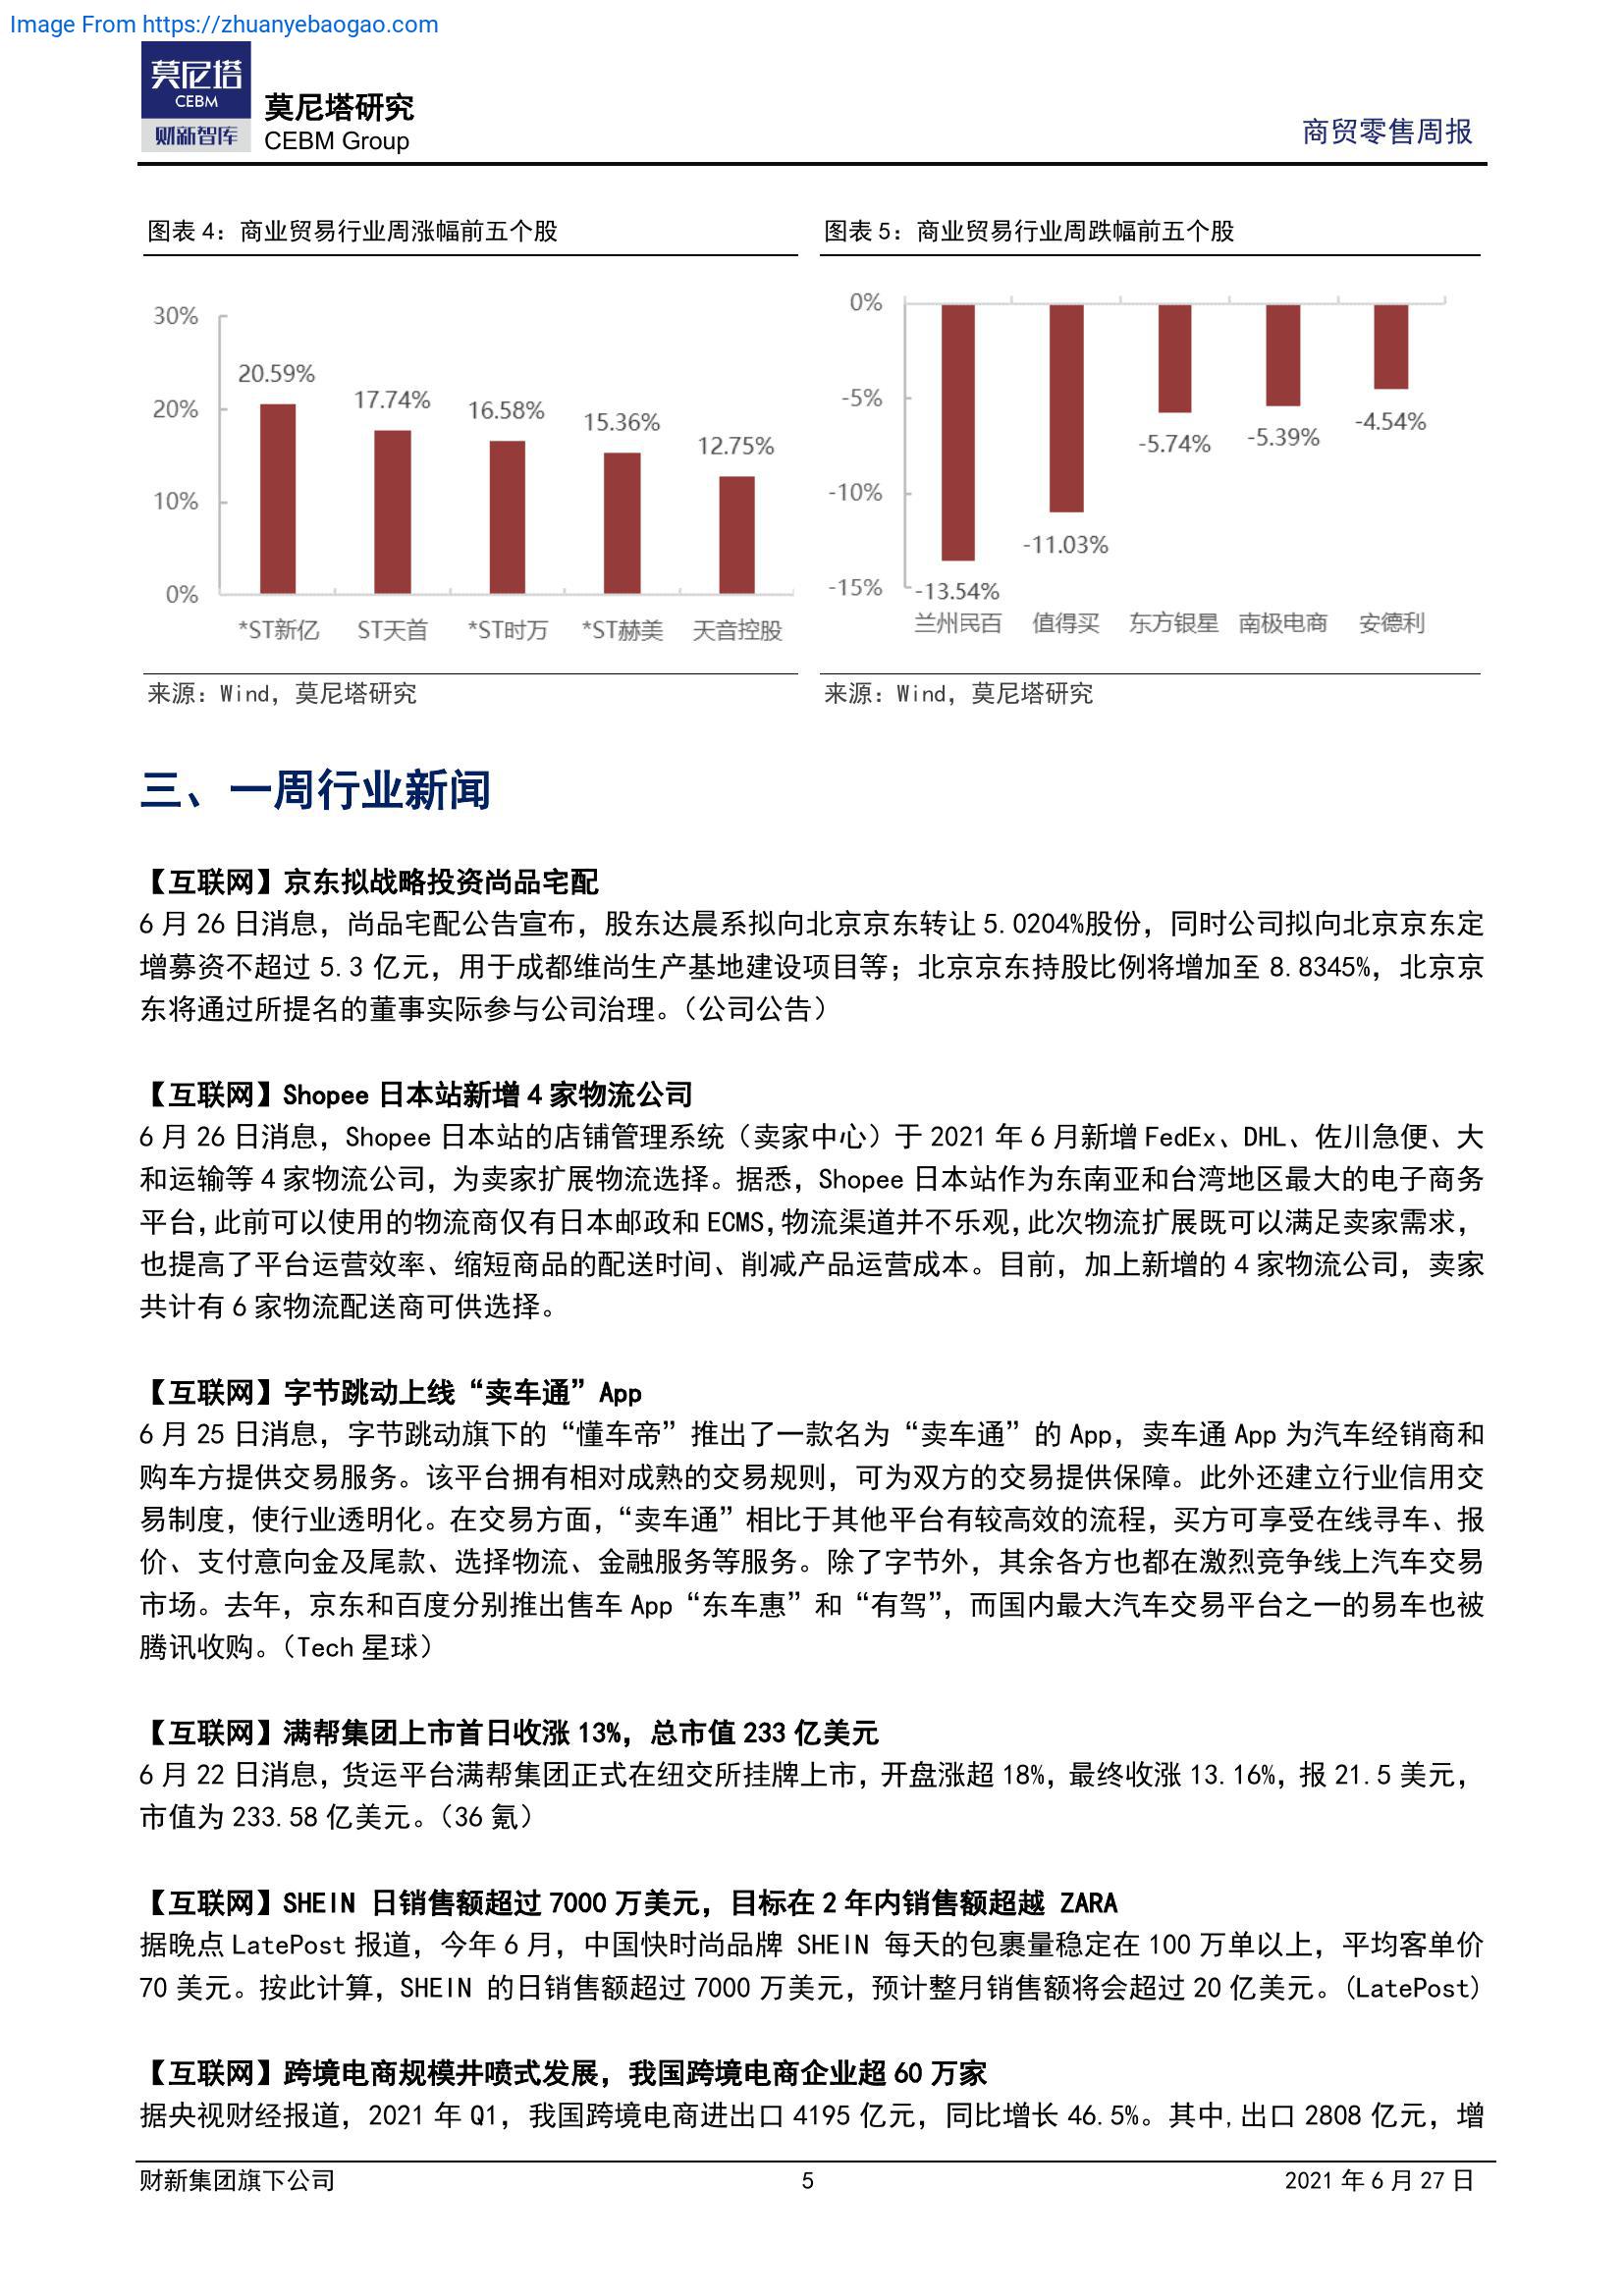 Image From https://zhuanyebaogao.com
莫尼塔
CEBM
财新智库
莫尼塔研究
CEBM Group
商贸零售周报
图表 4：商业贸易行业周涨幅前五个股
30%
20%
10%
0%
20.59%
17.74%
16.58%
15.36%
12.75%
*ST新亿
ST天首
*ST时万
*ST赫美
天音控股
来源：Wind，莫尼塔研究
图表 5：商业贸易行业周跌幅前五个股
0%
-5%
-10%
-15%
-13.54%
-11.03%
-5.74%
-5.39%
-4.54%
兰州民百
值得买
东方银星
南极电商
安德利
来源：Wind，莫尼塔研究
三、一周行业新闻
【互联网】京东拟战略投资尚品宅配
6 月 26 日消息，尚品宅配公告宣布，股东达晨系拟向北京京东转让 5.0204%股份，同时公司拟向北京京东定
增募资不超过 5.3 亿元，用于成都维尚生产基地建设项目等；北京京东持股比例将增加至 8.8345%，北京京
东将通过所提名的董事实际参与公司治理。（公司公告）
【互联网】Shopee 日本站新增 4 家物流公司
6 月 26 日消息，Shopee 日本站的店铺管理系统（卖家中心）于 2021 年 6 月新增 FedEx、DHL、佐川急便、大
和运输等 4 家物流公司，为卖家扩展物流选择。据悉，Shopee 日本站作为东南亚和台湾地区最大的电子商务
平台，此前可以使用的物流商仅有日本邮政和 ECMS，物流渠道并不乐观，此次物流扩展既可以满足卖家需求，
也提高了平台运营效率、缩短商品的配送时间、削减产品运营成本。目前，加上新增的 4 家物流公司，卖家
共计有 6 家物流配送商可供选择。
【互联网】字节跳动上线“卖车通”App
6 月 25 日消息，字节跳动旗下的“懂车帝”推出了一款名为“卖车通”的 App，卖车通 App 为汽车经销商和
购车方提供交易服务。该平台拥有相对成熟的交易规则，可为双方的交易提供保障。此外还建立行业信用交
易制度，使行业透明化。在交易方面，“卖车通”相比于其他平台有较高效的流程，买方可享受在线寻车、报
价、支付意向金及尾款、选择物流、金融服务等服务。除了字节外，其余各方也都在激烈竞争线上汽车交易
市场。去年，京东和百度分别推出售车 App“东车惠”和“有驾”，而国内最大汽车交易平台之一的易车也被
腾讯收购。（Tech 星球）
【互联网】满帮集团上市首日收涨 13%，总市值 233 亿美元
6 月 22 日消息，货运平台满帮集团正式在纽交所挂牌上市，开盘涨超 18%，最终收涨 13.16%，报 21.5 美元，
市值为 233.58 亿美元。（36 氪）
【互联网】SHEIN 日销售额超过 7000 万美元，目标在 2 年内销售额超越 ZARA
据晚点 LatePost 报道，今年 6 月，中国快时尚品牌 SHEIN 每天的包裹量稳定在 100 万单以上，平均客单价
70 美元。按此计算，SHEIN 的日销售额超过 7000 万美元，预计整月销售额将会超过 20 亿美元。(LatePost)
【互联网】跨境电商规模井喷式发展，我国跨境电商企业超 60 万家
据央视财经报道，2021 年 Q1，我国跨境电商进出口 4195 亿元，同比增长 46.5%。其中,出口 2808 亿元，增
财新集团旗下公司
5
2021 年 6 月 27 日